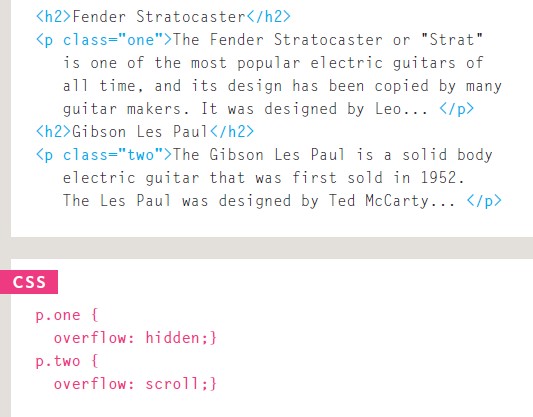 <h2>Fender Stratocaster</h2>
<p class="one">The Fender Stratocaster or "Strat"
is one of the most popular electric guitars of
all time, and its design has been copied by many
guitar makers. It was designed by Leo... </p>
<h2>Gibson Les Paul</h2>
<p class="two">The Gibson Les Paul is a solid body
electric guitar that was first sold in 1952.
The Les Paul was designed by Ted McCarty... </p>
CSS
p.one {
overflow: hidden;}
p.two {
overflow: scroll;}